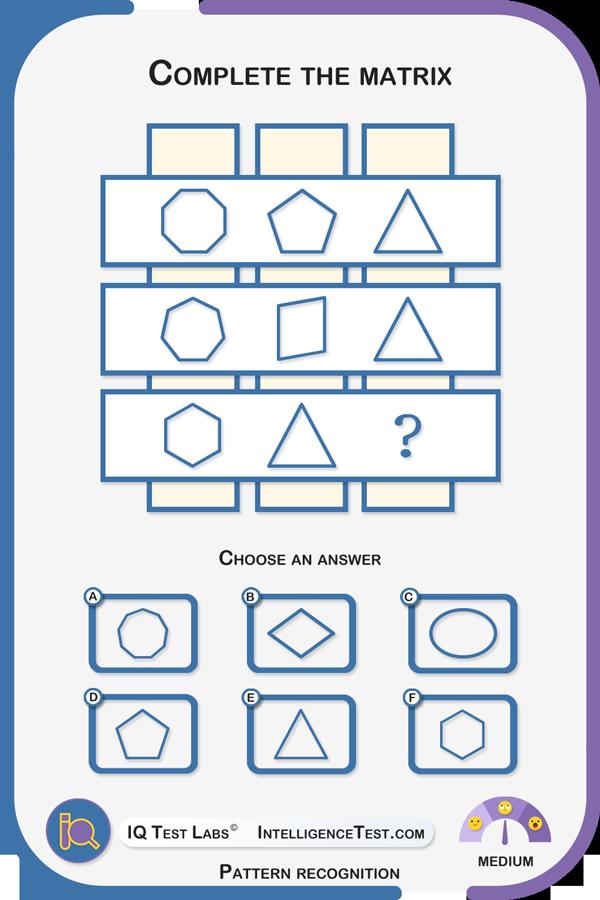 Complete the matrix
?
Choose an answer
A
B
C
D
E
F
IQ Test Labs© IntelligenceTest.com
MEDIUM
Pattern recognition